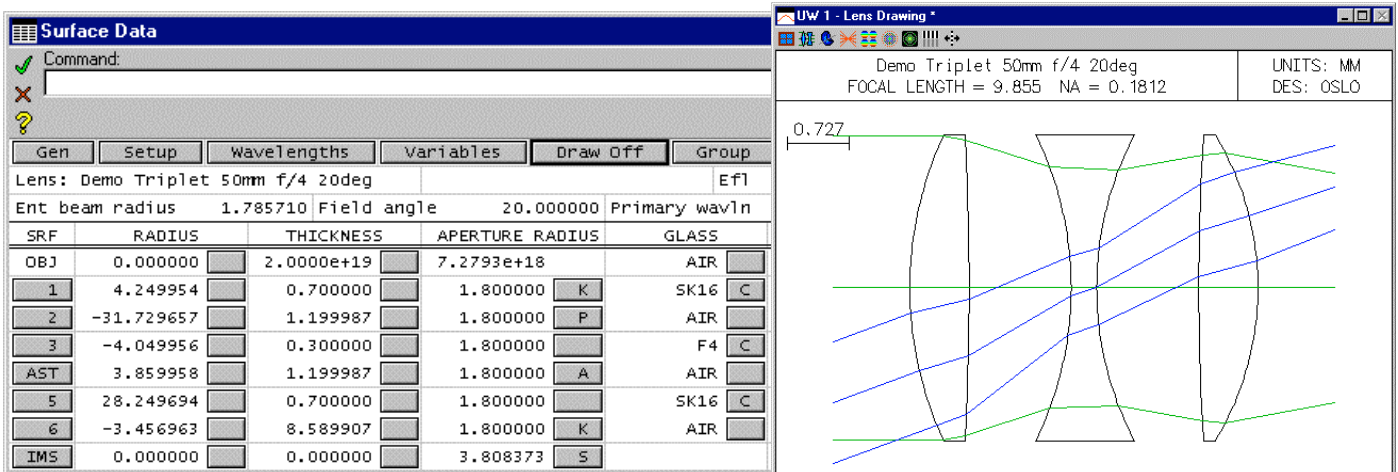 Surface Data
Command:
Gen Setup Wavelengths Variables Draw Off Group
Lens: Demo Triplet 50mm f/4 20deg Efl
Ent beam radius 1.785710 Field angle 20.000000 Primary wavln
SRF RADIUS THICKNESS APERTURE RADIUS GLASS
OBJ 0.000000 2.0000e+19 7.2793e+18 AIR
1 4.249954 0.700000 1.800000 K SK16 C
2 -31.729657 1.199987 1.800000 P AIR
3 -4.049956 0.300000 1.800000 F4 C
AST 3.859958 1.199987 1.800000 A AIR
5 28.249694 0.700000 1.800000 SK16 C
6 -3.456963 8.589907 1.800000 K AIR
IMS 0.000000 0.000000 3.808373 S
UW 1 - Lens Drawing *
Demo Triplet 50mm f/4 20deg
FOCAL LENGTH = 9.855 NA = 0.1812
UNITS: MM
DES: OSLO
0.727